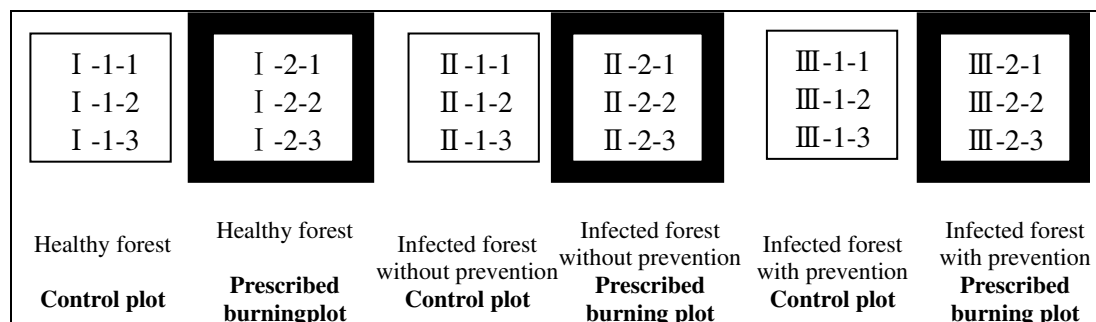 Ⅰ-1-1
Ⅰ-1-2
Ⅰ-1-3
Ⅰ-2-1
Ⅰ-2-2
Ⅰ-2-3
Ⅱ-1-1
Ⅱ-1-2
Ⅱ-1-3
Ⅱ-2-1
Ⅱ-2-2
Ⅱ-2-3
Ⅲ-1-1
Ⅲ-1-2
Ⅲ-1-3
Ⅲ-2-1
Ⅲ-2-2
Ⅲ-2-3
Healthy forest
Control plot
Healthy forest
Prescribed
burningplot
Infected forest
without prevention
Control plot
Infected forest
without prevention
Prescribed
burning plot
Infected forest
with prevention
Control plot
Infected forest
with prevention
Prescribed
burning plot